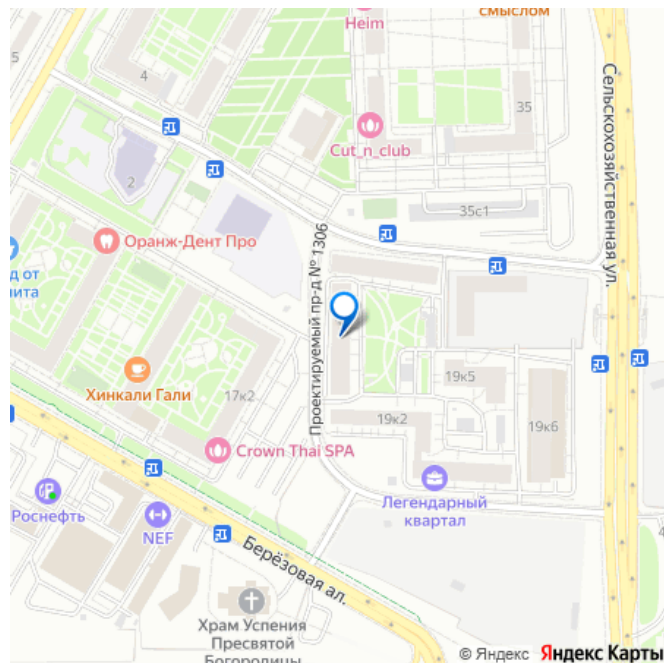 Heim
смыслом
5
4
35
Cut_n_club
Сельскохозяйственная ул.
2
35с1
Оранж-Дент Про
Проектируемый пр-д № 1306
д от
нита
19к5
Хинкали Гали
17к2
19к2
19к6
Crown Thai SPA
Легендарный
квартал
Роснефть
NEF
4
Берёзовая ал.
Храм Успения
Пресвятой
Богородицы
© Яндекс Яндекс Карты